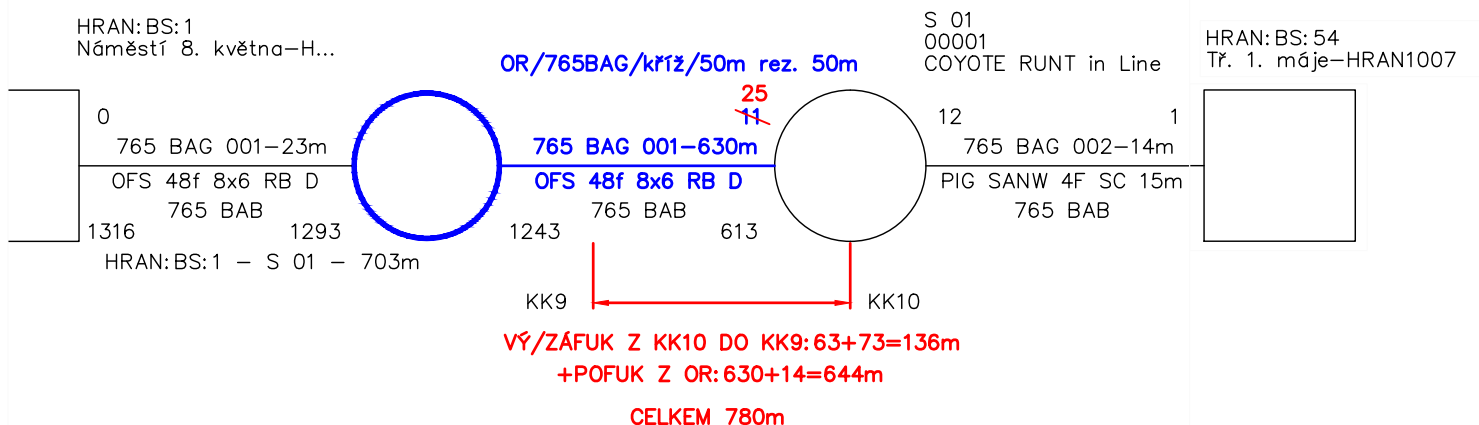 HRAN:BS:1
Náměstí 8. května-H...
OR/765BAG/kříž/50m rez. 50m
S 01
00001
COYOTE RUNT in Line
HRAN:BS:54
Tř. 1. máje-HRAN1007
25
11
0
12
1
765 BAG 001-23m
765 BAG 001-630m
765 BAG 002-14m
OFS 48f 8x6 RB D
OFS 48f 8x6 RB D
PIG SANW 4F SC 15m
765 BAB
765 BAB
765 BAB
1316
1293
1243
613
HRAN:BS:1 - S 01 - 703m
KK9
KK10
VÝ/ZÁFUK Z KK10 DO KK9:63+73=136m
+POFUK Z OR:630+14=644m
CELKEM 780m